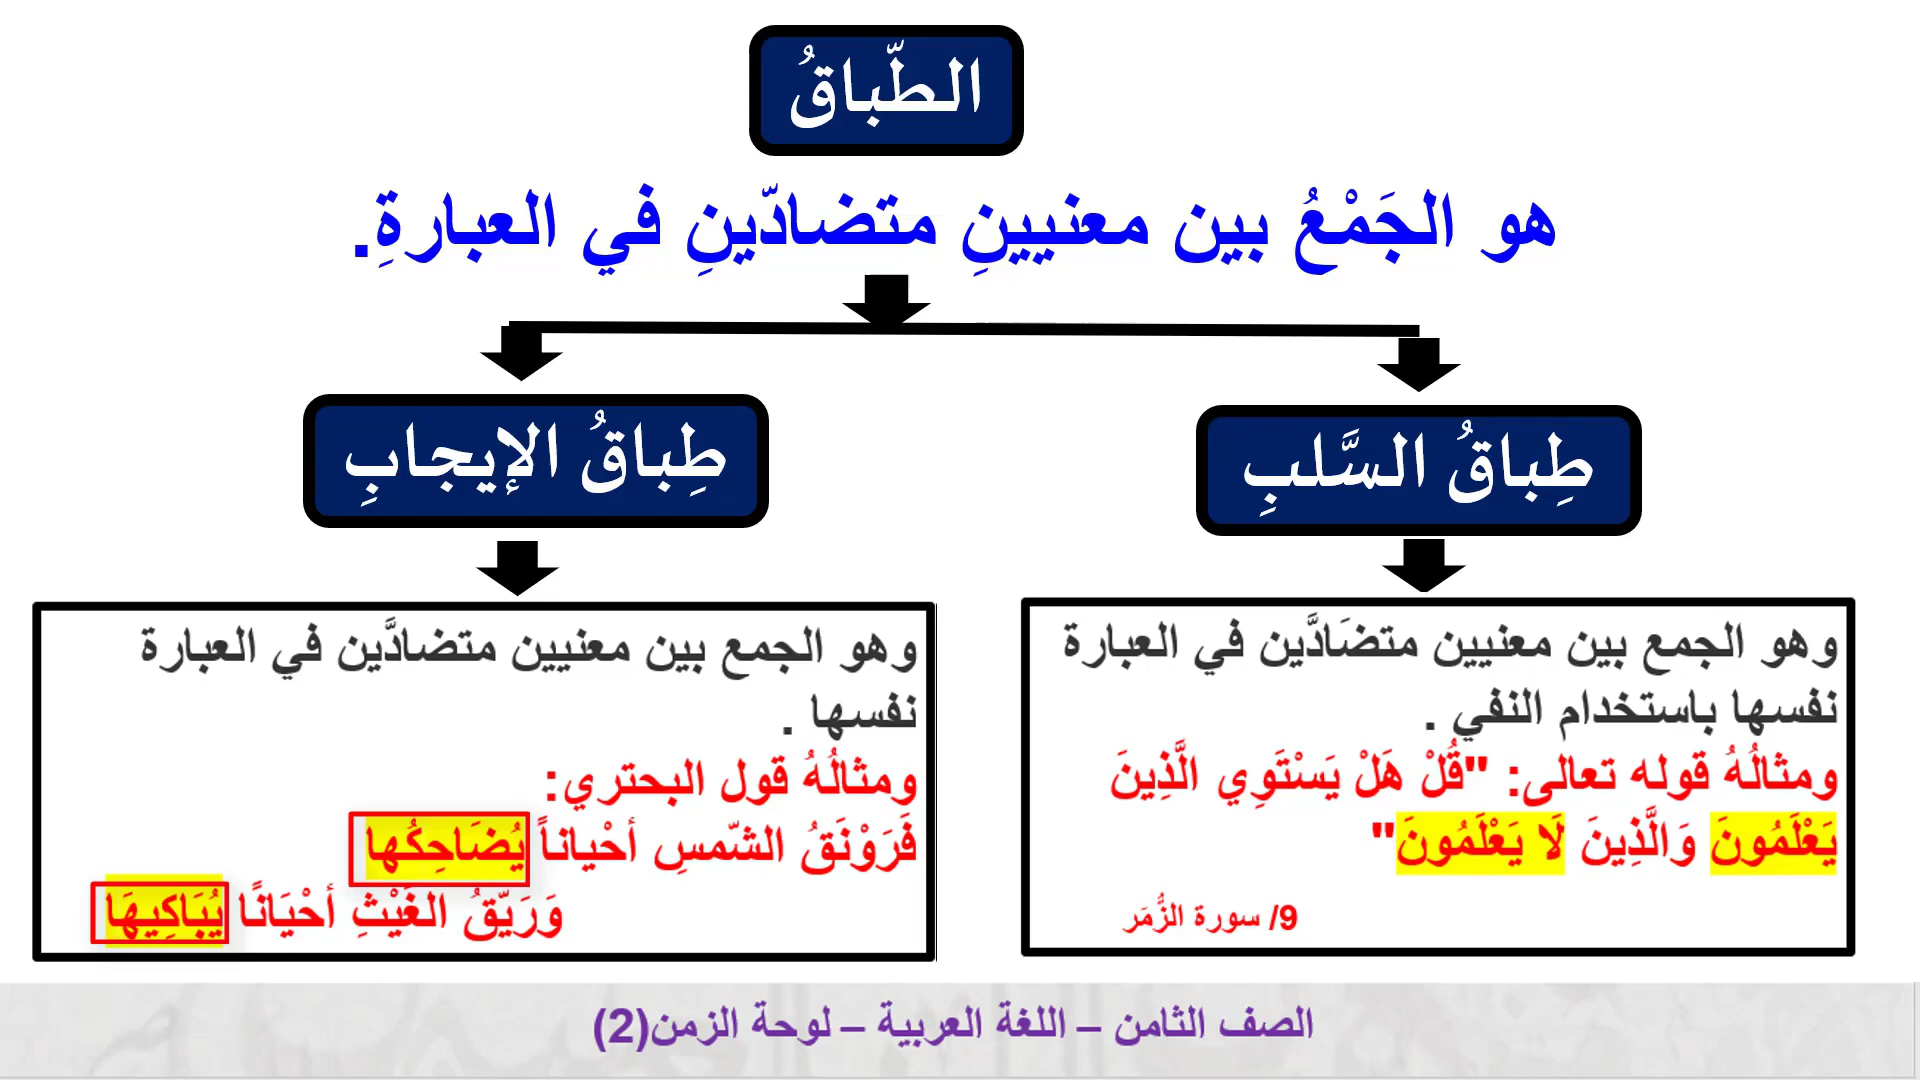 الطّباقُ
هو الجَمْعُ بين معنيينِ متضادّينِ في العبارةِ.
طِباقُ السَّلبِ
طِباقُ الإيجابِ
وهو الجمع بين معنيين متضَادَّين في العبارة
نفسها باستخدام النفي .
ومثالُهُ قوله تعالى: "قُلْ هَلْ يَسْتَوِي الَّذِينَ
يَعْلَمُونَ وَالَّذِينَ لَا يَعْلَمُونَ"
9/ سورة الزُّمَر
وهو الجمع بين معنيين متضادَّين في العبارة
نفسها .
ومثالُهُ قول البحتري:
فَرَوْنَقُ الشّمسِ أحْياناً يُضَاحِكُها
وَرَيّقُ الغَيْثِ أحْيَانًا يُبَاكِيهَا
الصف الثامن – اللغة العربية – لوحة الزمن(2)